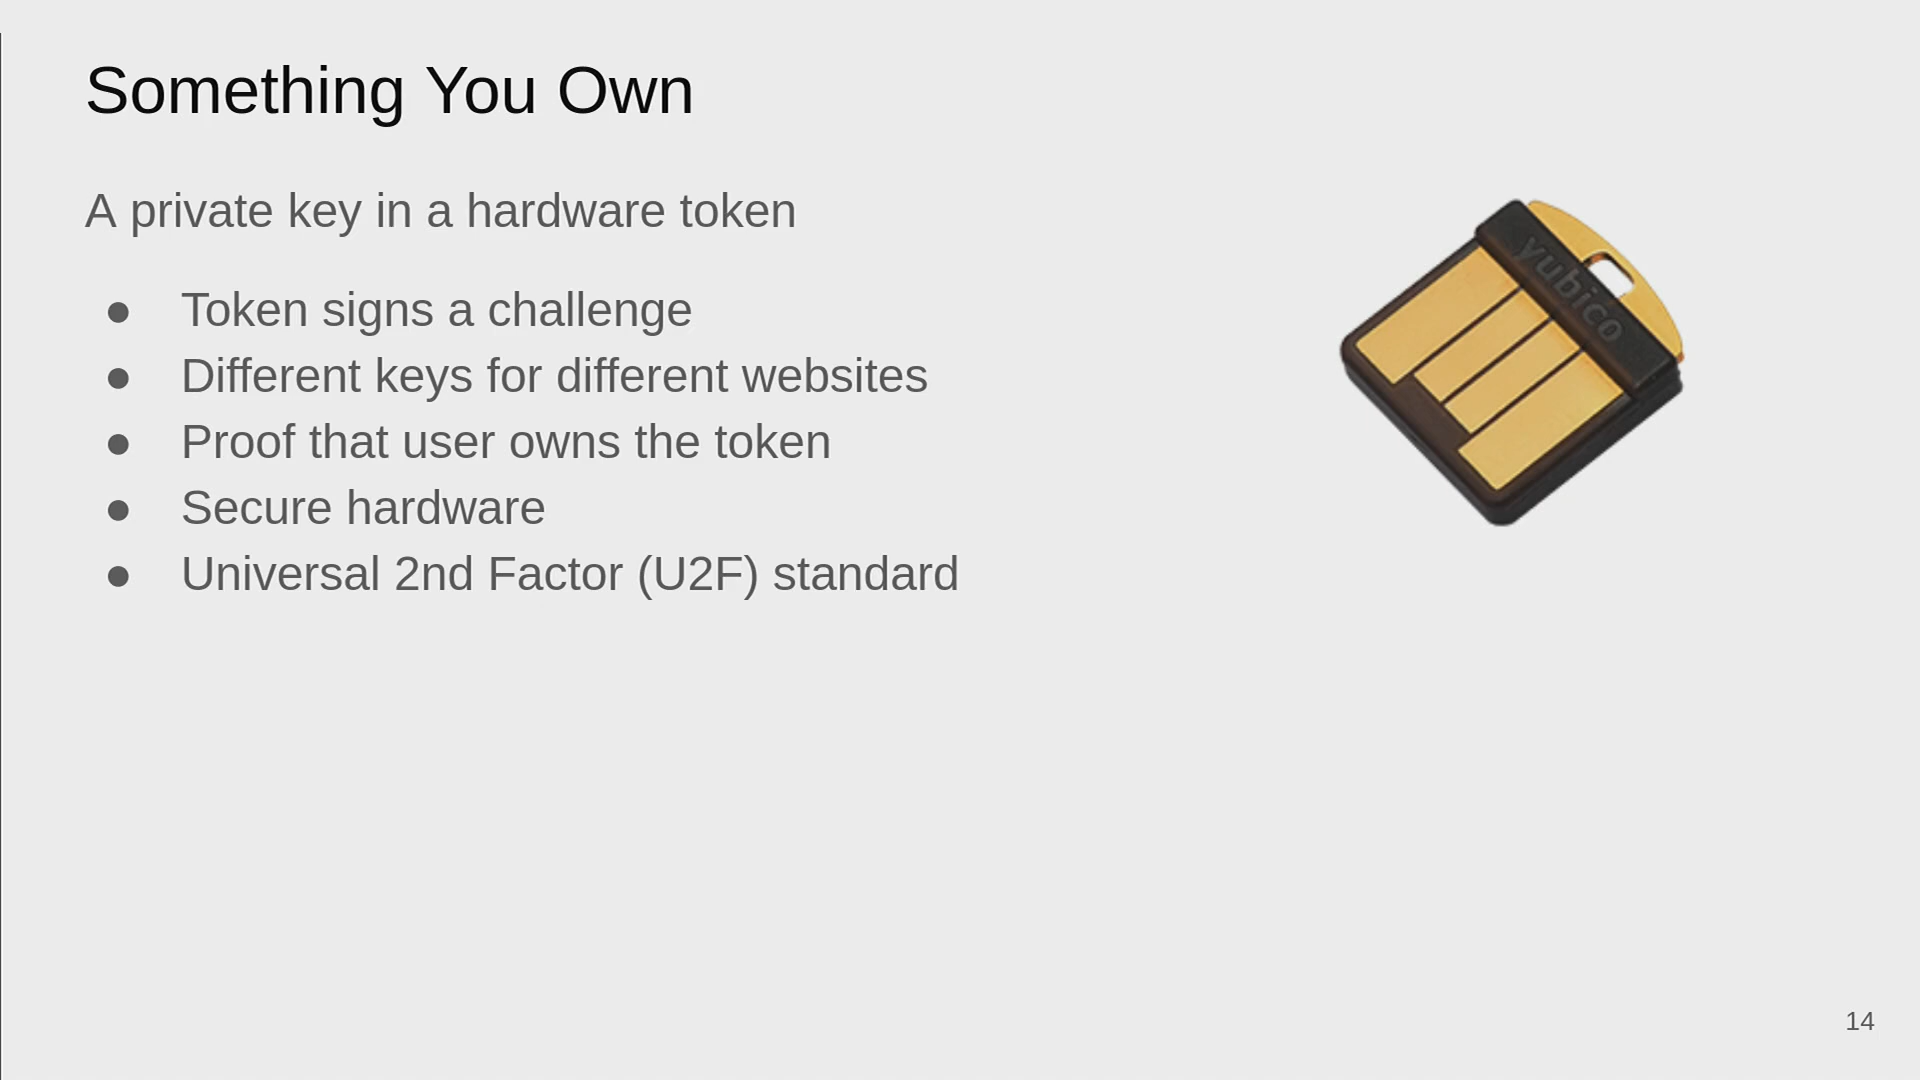 Something You Own
A private key in a hardware token
● Token signs a challenge
● Different keys for different websites
● Proof that user owns the token
● Secure hardware
● Universal 2nd Factor (U2F) standard
yubico
14